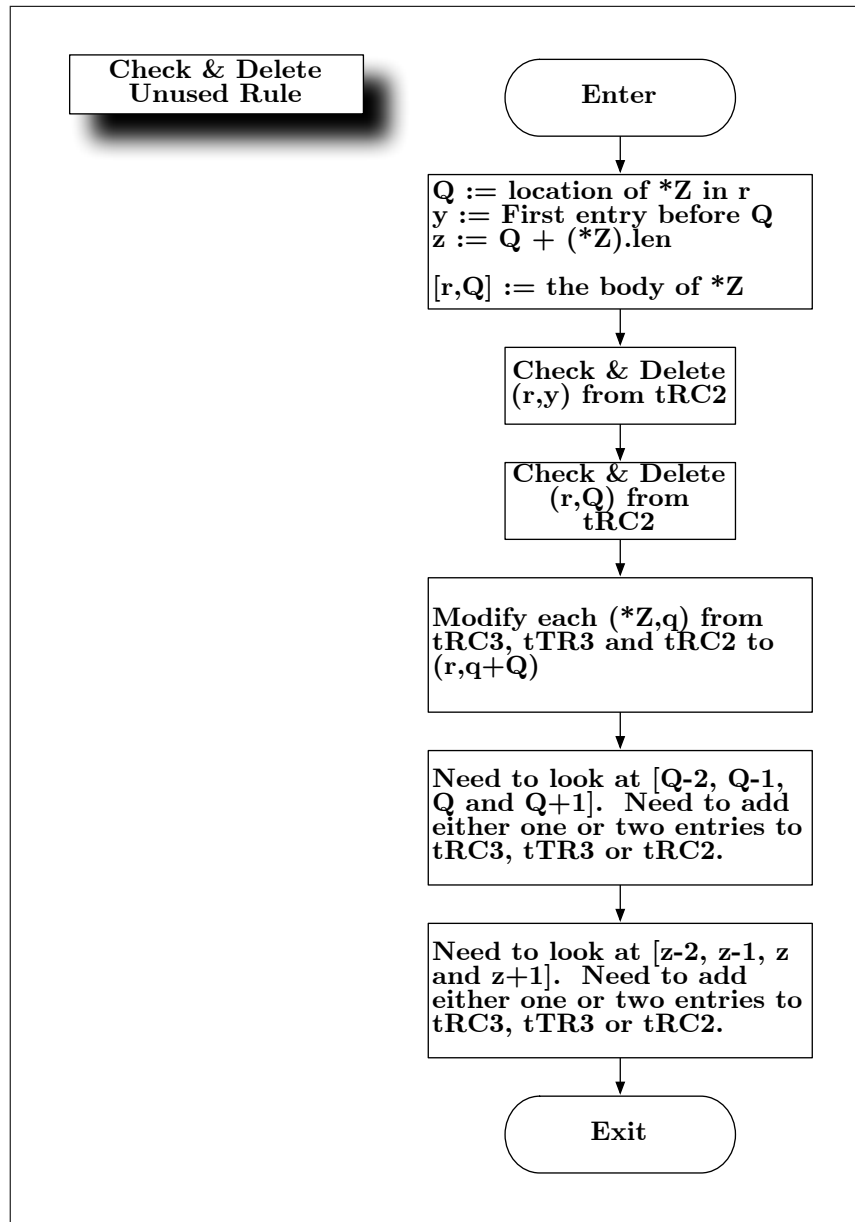 Check & Delete
Unused Rule
Enter
Q := location of *Z in r
y := First entry before Q
z := Q + (*Z).len
[r,Q] := the body of *Z
Check & Delete
(r,y) from tRC2
Check & Delete
(r,Q) from
tRC2
Modify each (*Z,q) from
tRC3, tTR3 and tRC2 to
(r,q+Q)
Need to look at [Q-2, Q-1,
Q and Q+1].  Need to add
either one or two entries to
tRC3, tTR3 or tRC2.
Need to look at [z-2, z-1, z
and z+1].  Need to add
either one or two entries to
tRC3, tTR3 or tRC2.
Exit